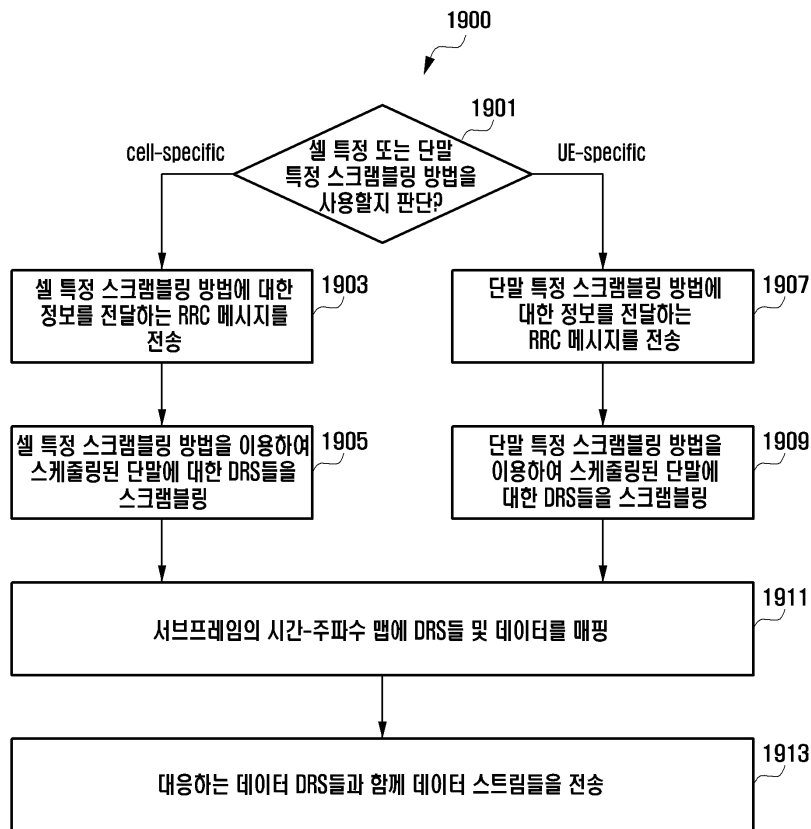 1900
1901
셀 특정 또는 단말
특정 스크램블링 방법을
사용할지 판단?
cell-specific
UE-specific
1903
셀 특정 스크램블링 방법에 대한
정보를 전달하는 RRC 메시지를
전송
1907
단말 특정 스크램블링 방법에
대한 정보를 전달하는
RRC 메시지를 전송
1905
셀 특정 스크램블링 방법을 이용하여
스케줄링된 단말에 대한 DRS들을
스크램블링
1909
단말 특정 스크램블링 방법을
이용하여 스케줄링된 단말에
대한 DRS들을 스크램블링
1911
서브프레임의 시간-주파수 맵에 DRS들 및 데이터를 매핑
1913
대응하는 데이터 DRS들과 함께 데이터 스트림들을 전송